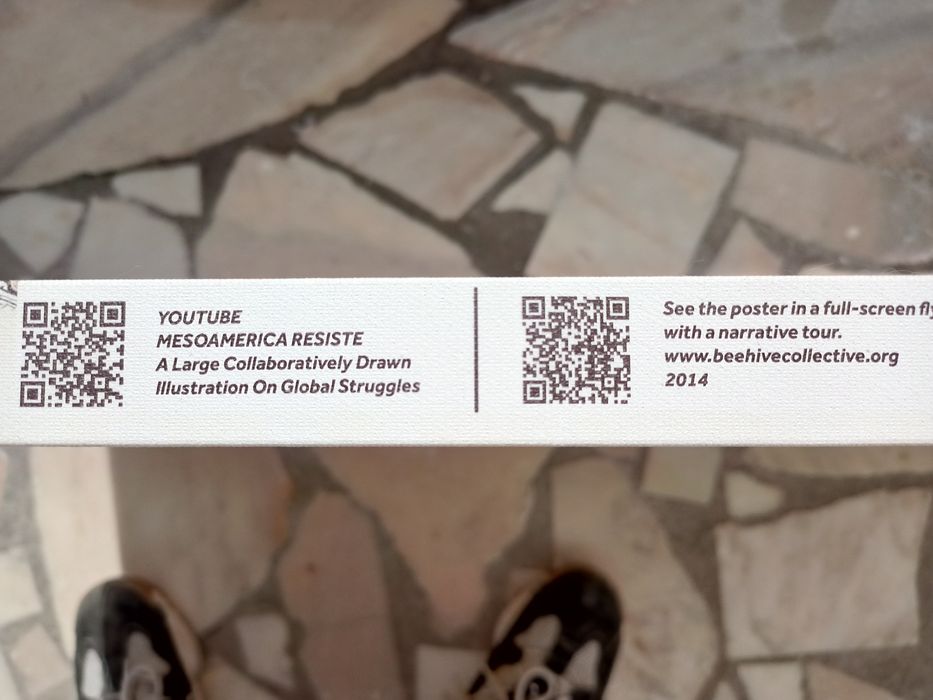 YOUTUBE
MESOAMERICA RESISTE
A Large Collaboratively Drawn
Illustration On Global Struggles
See the poster in a full-screen
with a narrative tour.
www.beehivecollective.org
2014